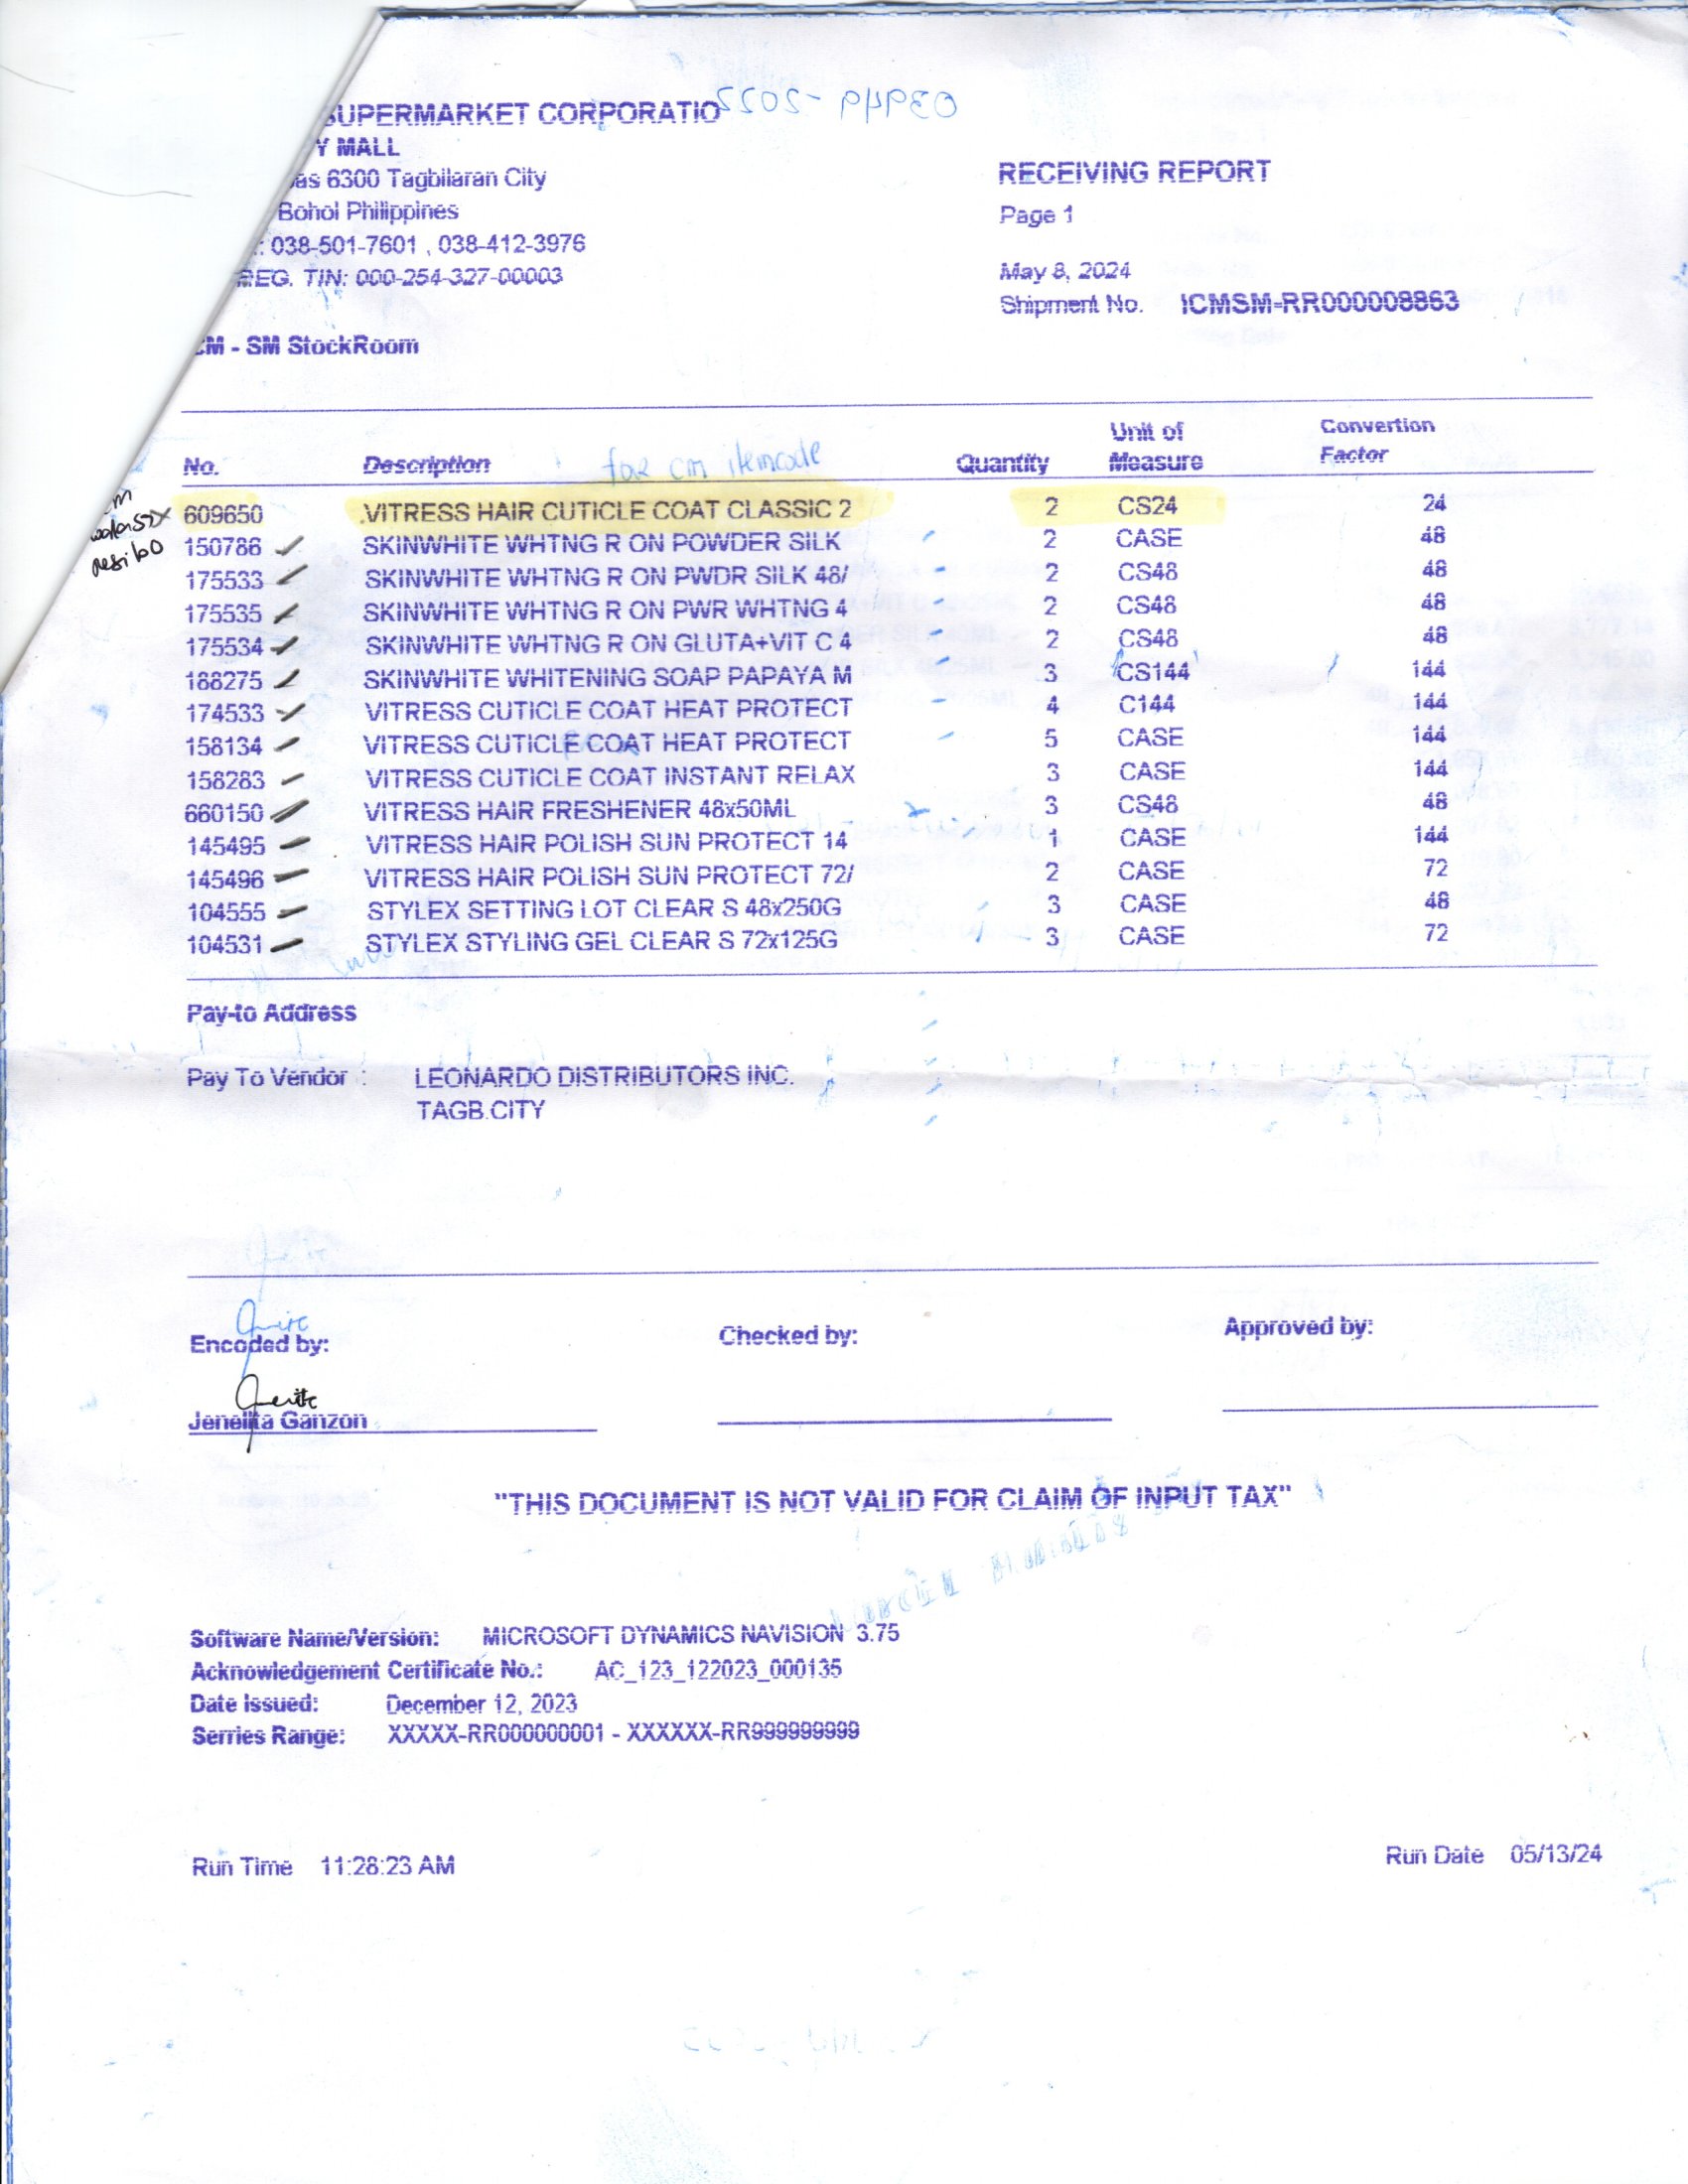 SUPERMARKET CORPORATIO
Y MALL
as 6300 Tagbilaran City
Bohol Philippines
: 038-501-7601 , 038-412-3976
REG. TIN: 000-254-327-00003
CM - SM StockRoom
RECEIVING REPORT
Page 1
May 8, 2024
Shipment No. ICMSM-RR000008863
for cm itemcode
No. Description Quantity Unit of Measure Convertion Factor
609650 VITRESS HAIR CUTICLE COAT CLASSIC 2 2 CS24 24
resibo
150786 SKINWHITE WHTNG R ON POWDER SILK 2 CASE 48
175533 SKINWHITE WHTNG R ON PWDR SILK 48/ 2 CS48 48
175535 SKINWHITE WHTNG R ON PWR WHTNG 4 2 CS48 48
175534 SKINWHITE WHTNG R ON GLUTA+VIT C 4 2 CS48 48
188275 SKINWHITE WHITENING SOAP PAPAYA M 3 CS144 144
174533 VITRESS CUTICLE COAT HEAT PROTECT 4 C144 144
158134 VITRESS CUTICLE COAT HEAT PROTECT 5 CASE 144
158283 VITRESS CUTICLE COAT INSTANT RELAX 3 CASE 144
660150 VITRESS HAIR FRESHENER 48x50ML 3 CS48 48
145495 VITRESS HAIR POLISH SUN PROTECT 14 1 CASE 144
145496 VITRESS HAIR POLISH SUN PROTECT 72/ 2 CASE 72
104555 STYLEX SETTING LOT CLEAR S 48x250G 3 CASE 48
104531 STYLEX STYLING GEL CLEAR S 72x125G 3 CASE 72
Pay-to Address
Pay To Vendor : LEONARDO DISTRIBUTORS INC.
TAGB.CITY
Encoded by: Checked by: Approved by:
Jenelita Ganzon
"THIS DOCUMENT IS NOT VALID FOR CLAIM OF INPUT TAX"
Software Name/Version: MICROSOFT DYNAMICS NAVISION 3.75
Acknowledgement Certificate No.: AC_123_122023_000135
Date Issued: December 12, 2023
Serries Range: XXXXX-RR000000001 - XXXXXX-RR999999999
Run Time 11:28:23 AM
Run Date 05/13/24